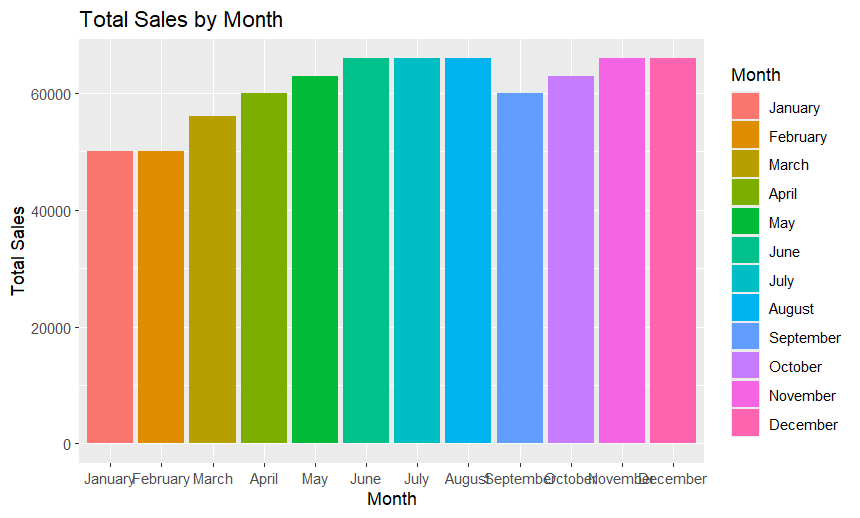 Total Sales by Month
Total Sales
60000
40000
20000
0
January February March April May June July August September October November December
Month
Month
January
February
March
April
May
June
July
August
September
October
November
December